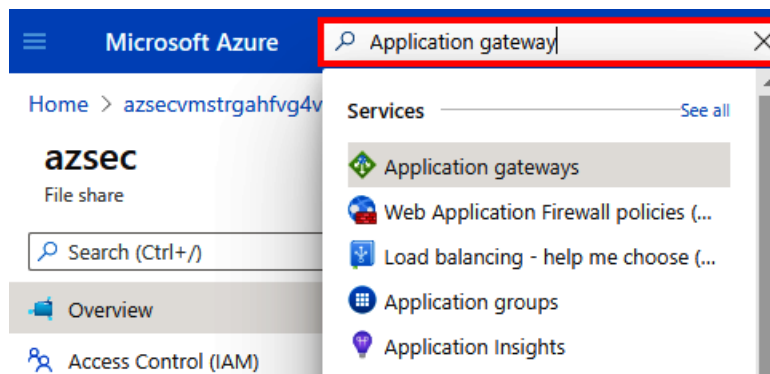 Microsoft Azure
Application gateway
Home > azsecvmstrgahfvg4v
azsec
File share
Search (Ctrl+/)
Overview
Access Control (IAM)
Services
See all
Application gateways
Web Application Firewall policies (...
Load balancing - help me choose (...
Application groups
Application Insights